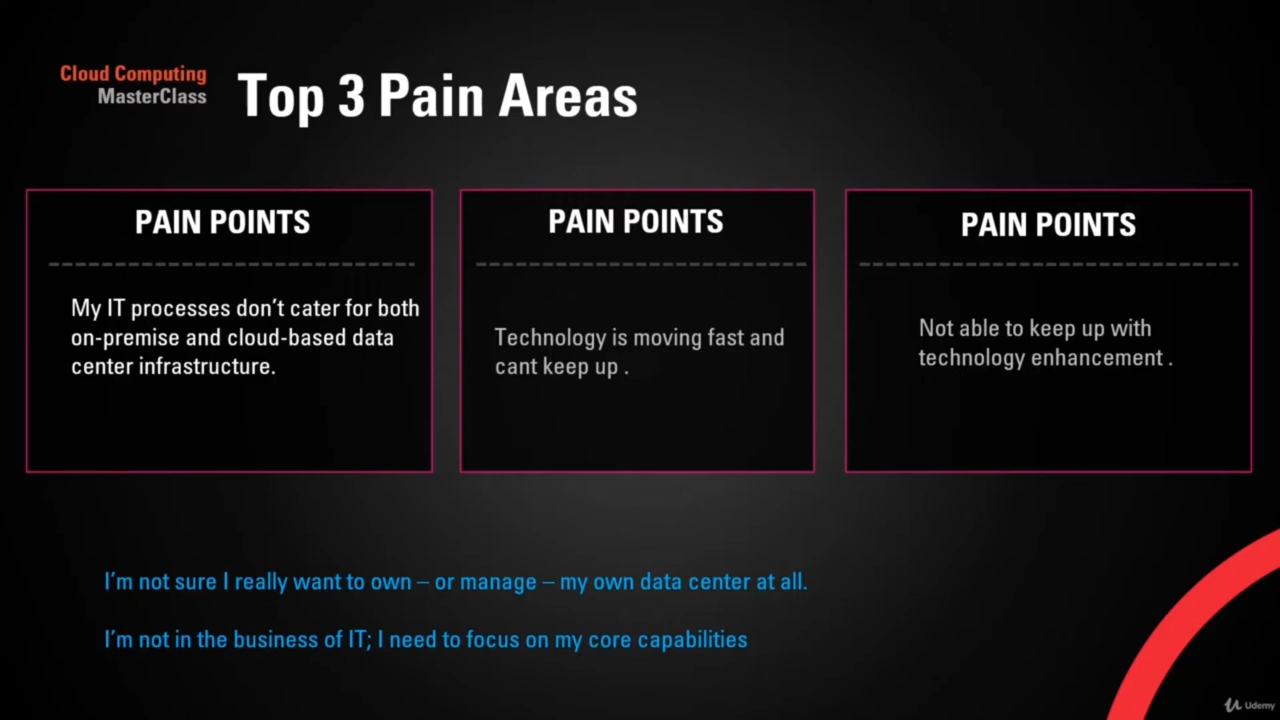 Cloud Computing
MasterClass
Top 3 Pain Areas
PAIN POINTS
My IT processes don't cater for both
on-premise and cloud-based data
center infrastructure.
PAIN POINTS
Technology is moving fast and
cant keep up .
PAIN POINTS
Not able to keep up with
technology enhancement .
I'm not sure I really want to own – or manage – my own data center at all.
I'm not in the business of IT; I need to focus on my core capabilities
Udemy